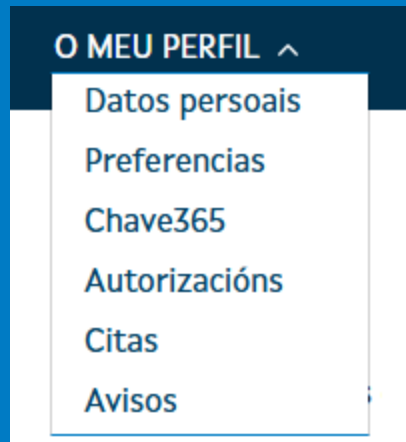 O MEU PERFIL
Datos persoais
Preferencias
Chave365
Autorizacións
Citas
Avisos